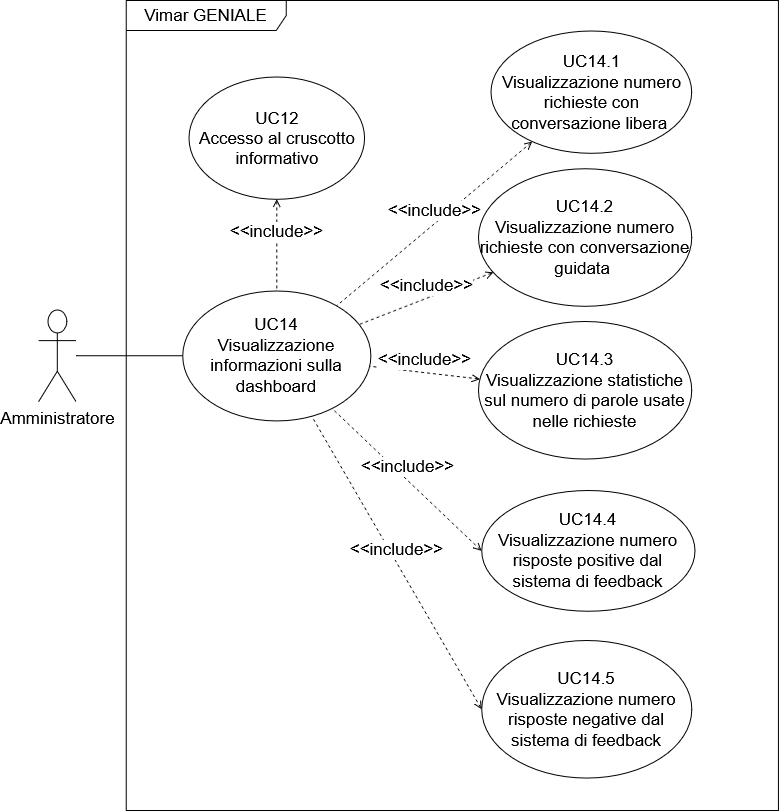 Vimar GENIALE
UC12
Accesso al cruscotto
informativo
<<include>>
UC14
Visualizzazione
informazioni sulla
dashboard
Amministratore
<<include>>
<<include>>
<<include>>
<<include>>
<<include>>
UC14.1
Visualizzazione numero
richieste con
conversazione libera
UC14.2
Visualizzazione numero
richieste con conversazione
guidata
UC14.3
Visualizzazione statistiche
sul numero di parole usate
nelle richieste
UC14.4
Visualizzazione numero
risposte positive dal
sistema di feedback
UC14.5
Visualizzazione numero
risposte negative dal
sistema di feedback